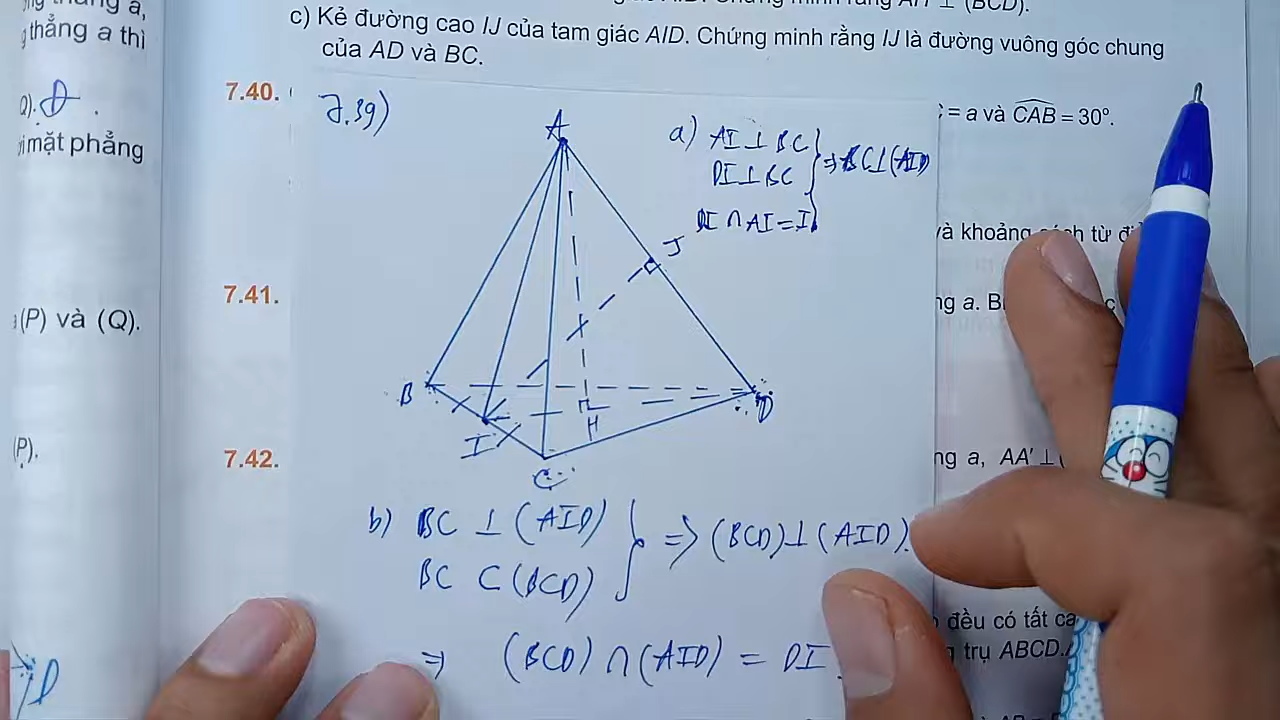 c) Kẻ đường cao IJ của tam giác AID. Chứng minh rằng IJ là đường vuông góc chung
của AD và BC.
thẳng a thì
mặt phẳng
(P) và (Q).
(P).
7.40.
= a và CAB = 30°.
7.41.
và khoảng
ng a. B
7.42.
ng a, AA' ⊥
đều có tất cả
trụ ABCD.
7.39)
A
a) AI ⊥ BC
DI ⊥ BC
⇒ BC ⊥ (AID)
DI ∩ AI = I
J
B
D
I
H
C
b) BC ⊥ (AID)
BC ⊂ (BCD)
⇒ (BCD) ⊥ (AID).
⇒ (BCD) ∩ (AID) = DI
D